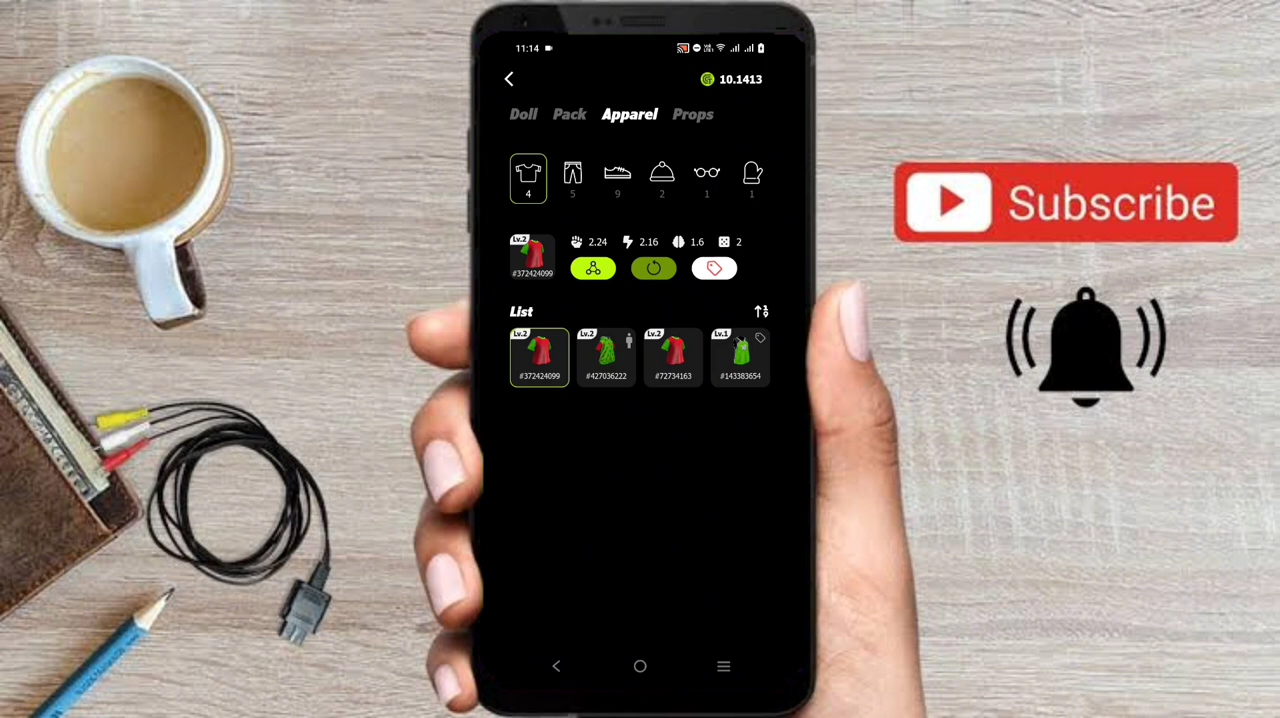 11:14
10.1413
Doll Pack Apparel Props
4 5 9 2 1 1
Lv.2 2.24 2.16 1.6 2
#372424099
List
Lv.2 Lv.2 Lv.2 Lv.1
#372424099 #427036222 #72734163 #143383654
Subscribe